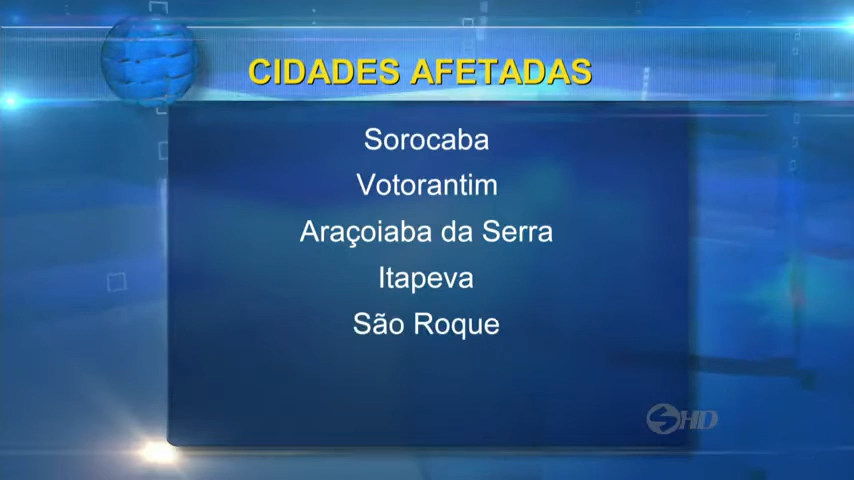 CIDADES AFETADAS
Sorocaba
Votorantim
Araçoiaba da Serra
Itapeva
São Roque
HD